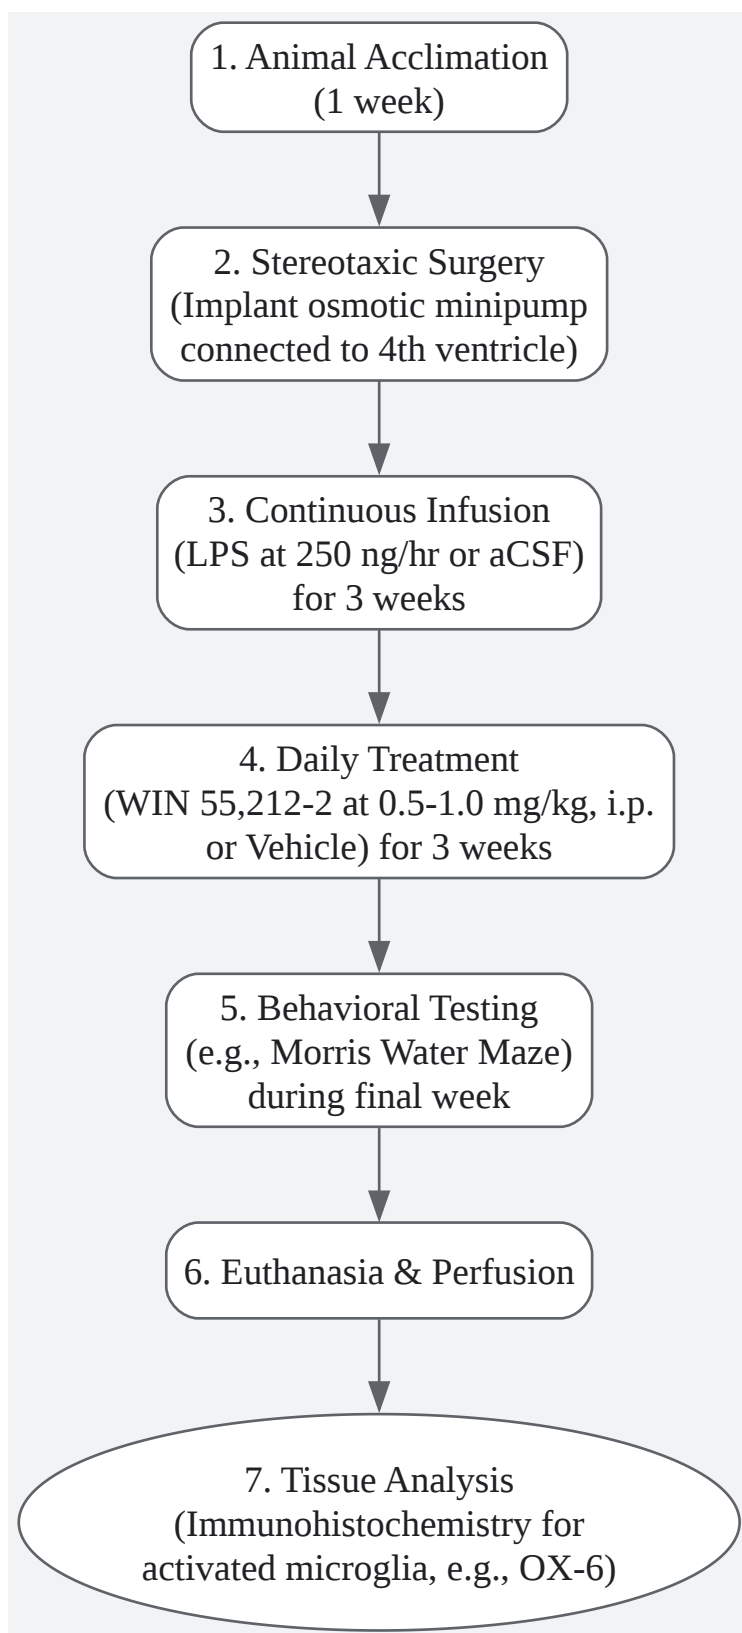 1. Animal Acclimation
(1 week)
2. Stereotaxic Surgery
(Implant osmotic minipump
connected to 4th ventricle)
3. Continuous Infusion
(LPS at 250 ng/hr or aCSF)
for 3 weeks
4. Daily Treatment
(WIN 55,212-2 at 0.5-1.0 mg/kg, i.p.
or Vehicle) for 3 weeks
5. Behavioral Testing
(e.g., Morris Water Maze)
during final week
6. Euthanasia & Perfusion
7. Tissue Analysis
(Immunohistochemistry for
activated microglia, e.g., OX-6)